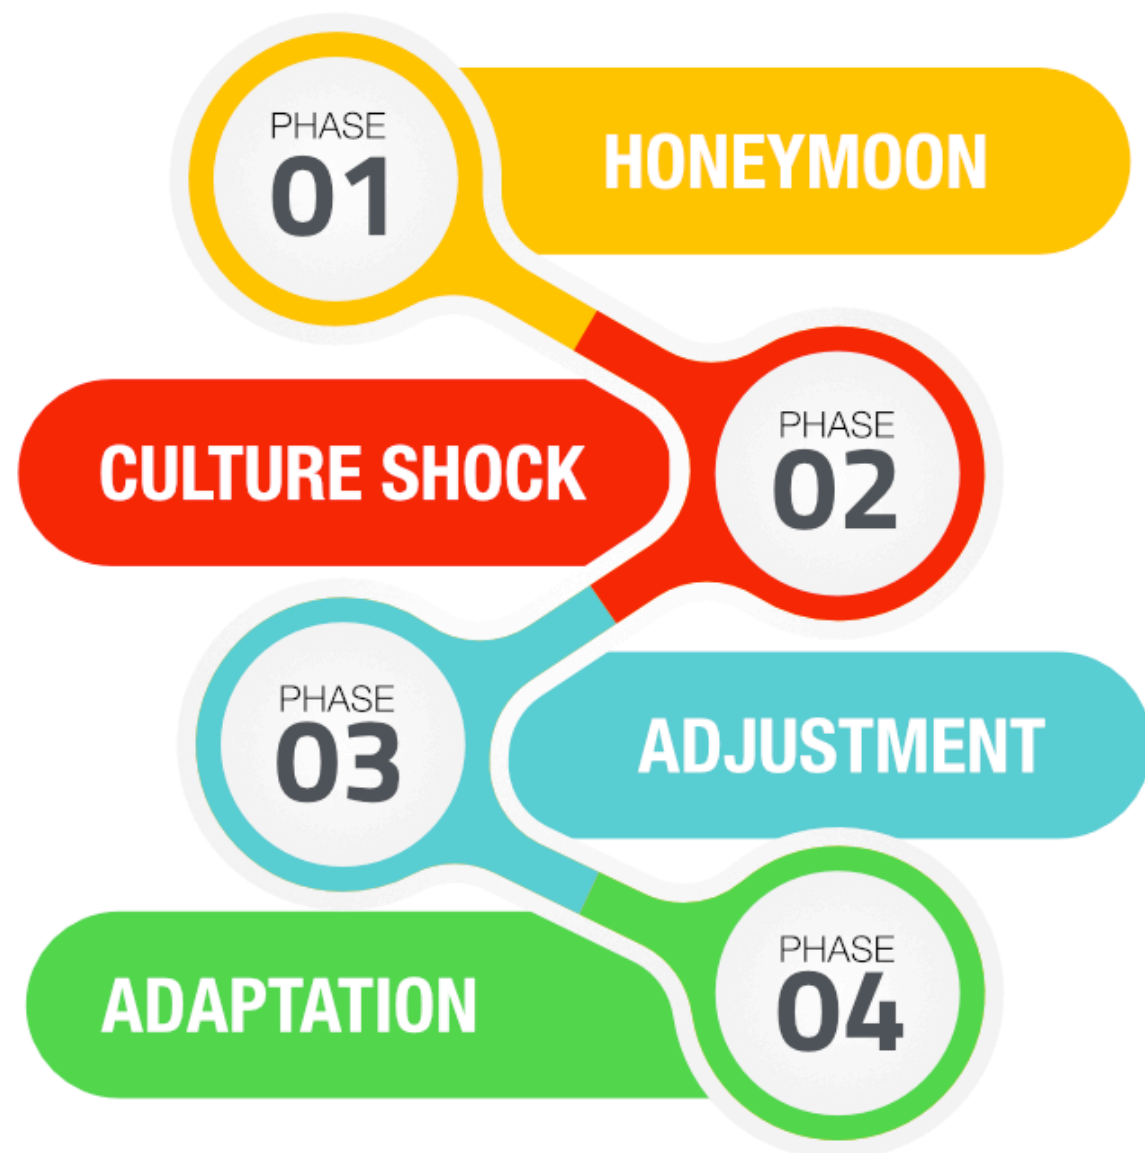 PHASE
01
HONEYMOON
CULTURE SHOCK
PHASE
02
PHASE
03
ADJUSTMENT
ADAPTATION
PHASE
04